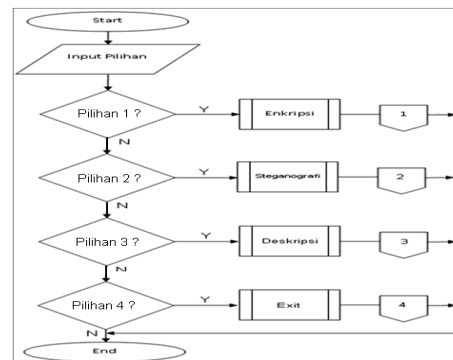 Start
Input Pilihan
Pilihan 1 ?
Y
Enkripsi
1
N
Pilihan 2 ?
Y
Steganografi
2
N
Pilihan 3 ?
Y
Deskripsi
3
N
Pilihan 4 ?
Y
Exit
4
N
End